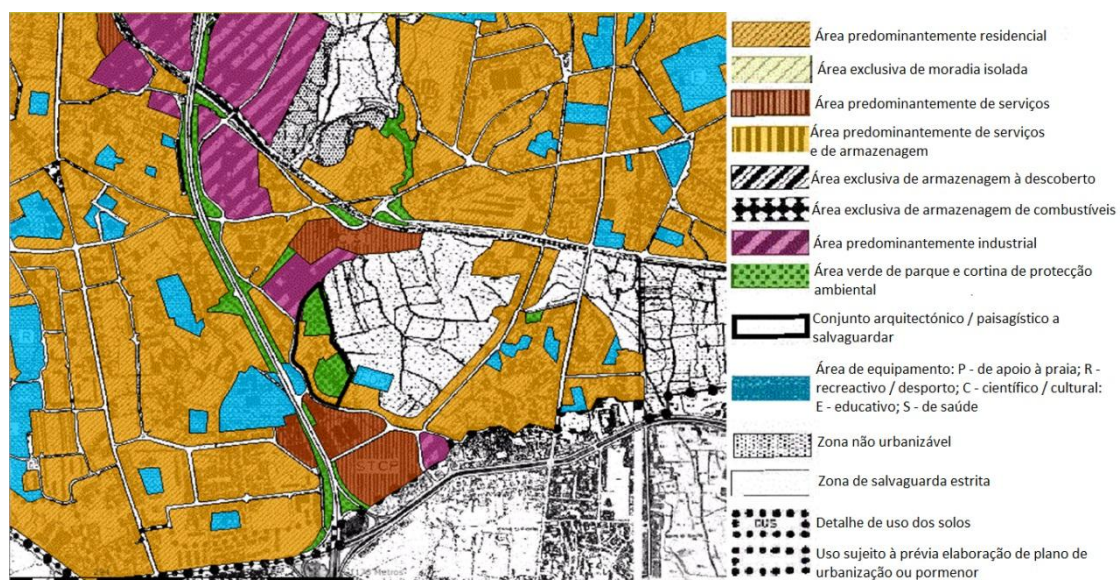 Área predominantemente residencial
Área exclusiva de moradia isolada
Área predominantemente de serviços
Área predominantemente de serviços
e de armazenagem
Área exclusiva de armazenagem à descoberto
Área exclusiva de armazenagem de combustíveis
Área predominantemente industrial
Área verde de parque e cortina de protecção
ambiental
Conjunto arquitectónico / paisagístico a
salvaguardar
Área de equipamento: P - de apoio à praia; R -
recreactivo / desporto; C - científico / cultural:
E - educativo; S - de saúde
Zona não urbanizável
Zona de salvaguarda estrita
DUS
Detalhe de uso dos solos
Uso sujeito à prévia elaboração de plano de
urbanização ou pormenor
E
R
STCP
Metros